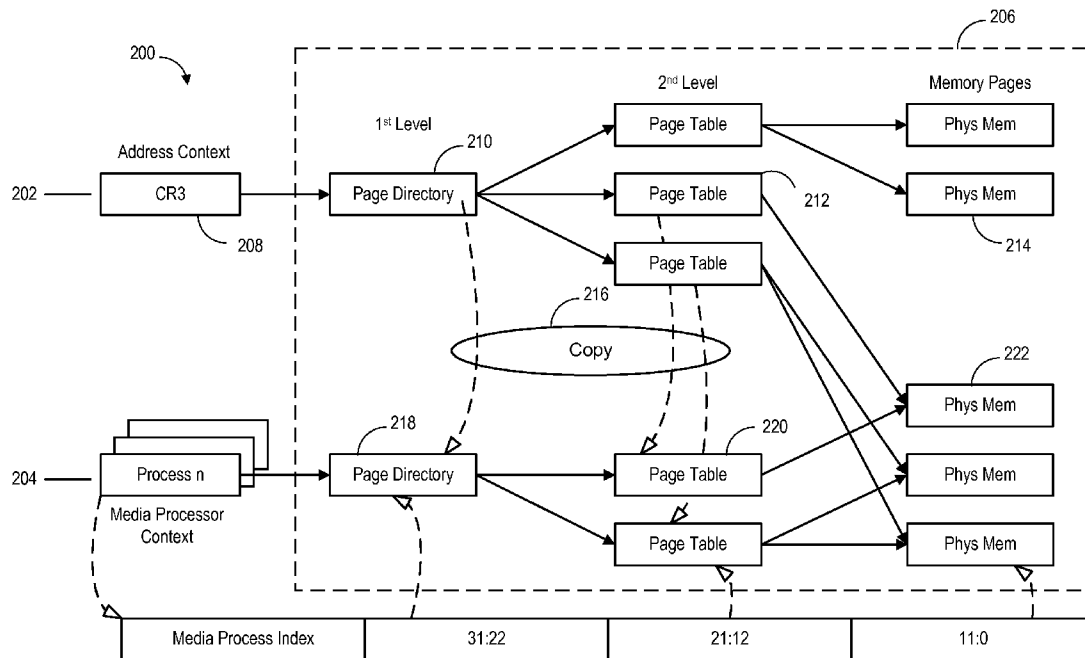 206
200
2nd Level
Memory Pages
1st Level
Page Table
Phys Mem
Address Context
210
202
CR3
Page Directory
Page Table
212
Phys Mem
208
214
Page Table
216
Copy
222
Phys Mem
218
220
204
Process n
Page Directory
Page Table
Phys Mem
Media Processor
Context
Page Table
Phys Mem
Media Process Index
31:22
21:12
11:0